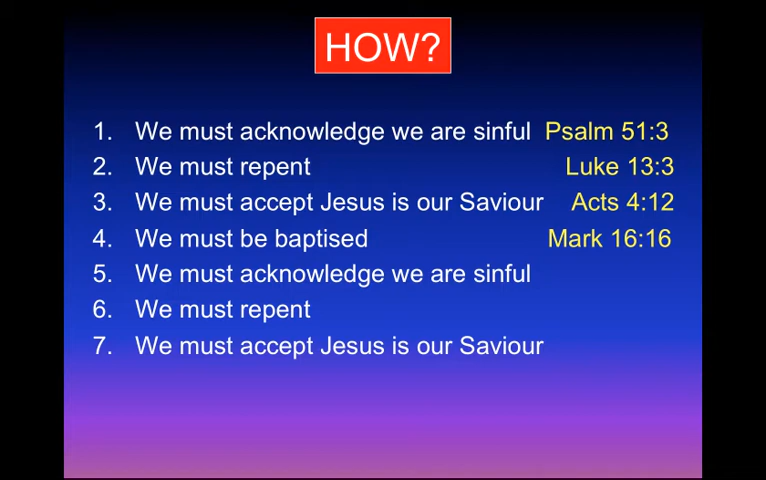 HOW?
1. We must acknowledge we are sinful Psalm 51:3
2. We must repent Luke 13:3
3. We must accept Jesus is our Saviour Acts 4:12
4. We must be baptised Mark 16:16
5. We must acknowledge we are sinful
6. We must repent
7. We must accept Jesus is our Saviour